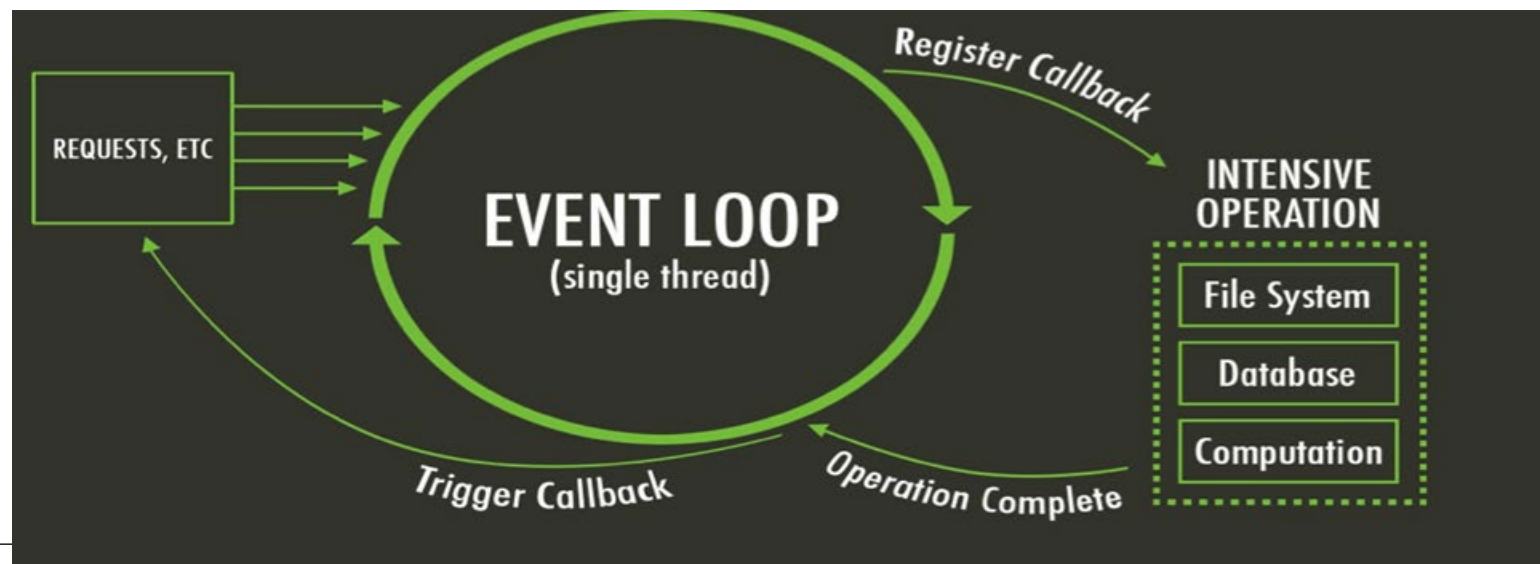 Register Callback
REQUESTS, ETC
EVENT LOOP
(single thread)
INTENSIVE
OPERATION
File System
Database
Computation
Operation Complete
Trigger Callback